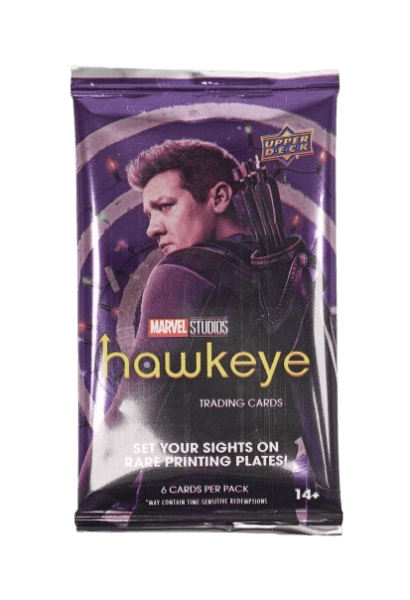 UPPER
D·E·C·K
MARVEL STUDIOS
hawkeye
TRADING CARDS
SET YOUR SIGHTS ON
RARE PRINTING PLATES!
6 CARDS PER PACK
*MAY CONTAIN TIME-SENSITIVE REDEMPTIONS
14+